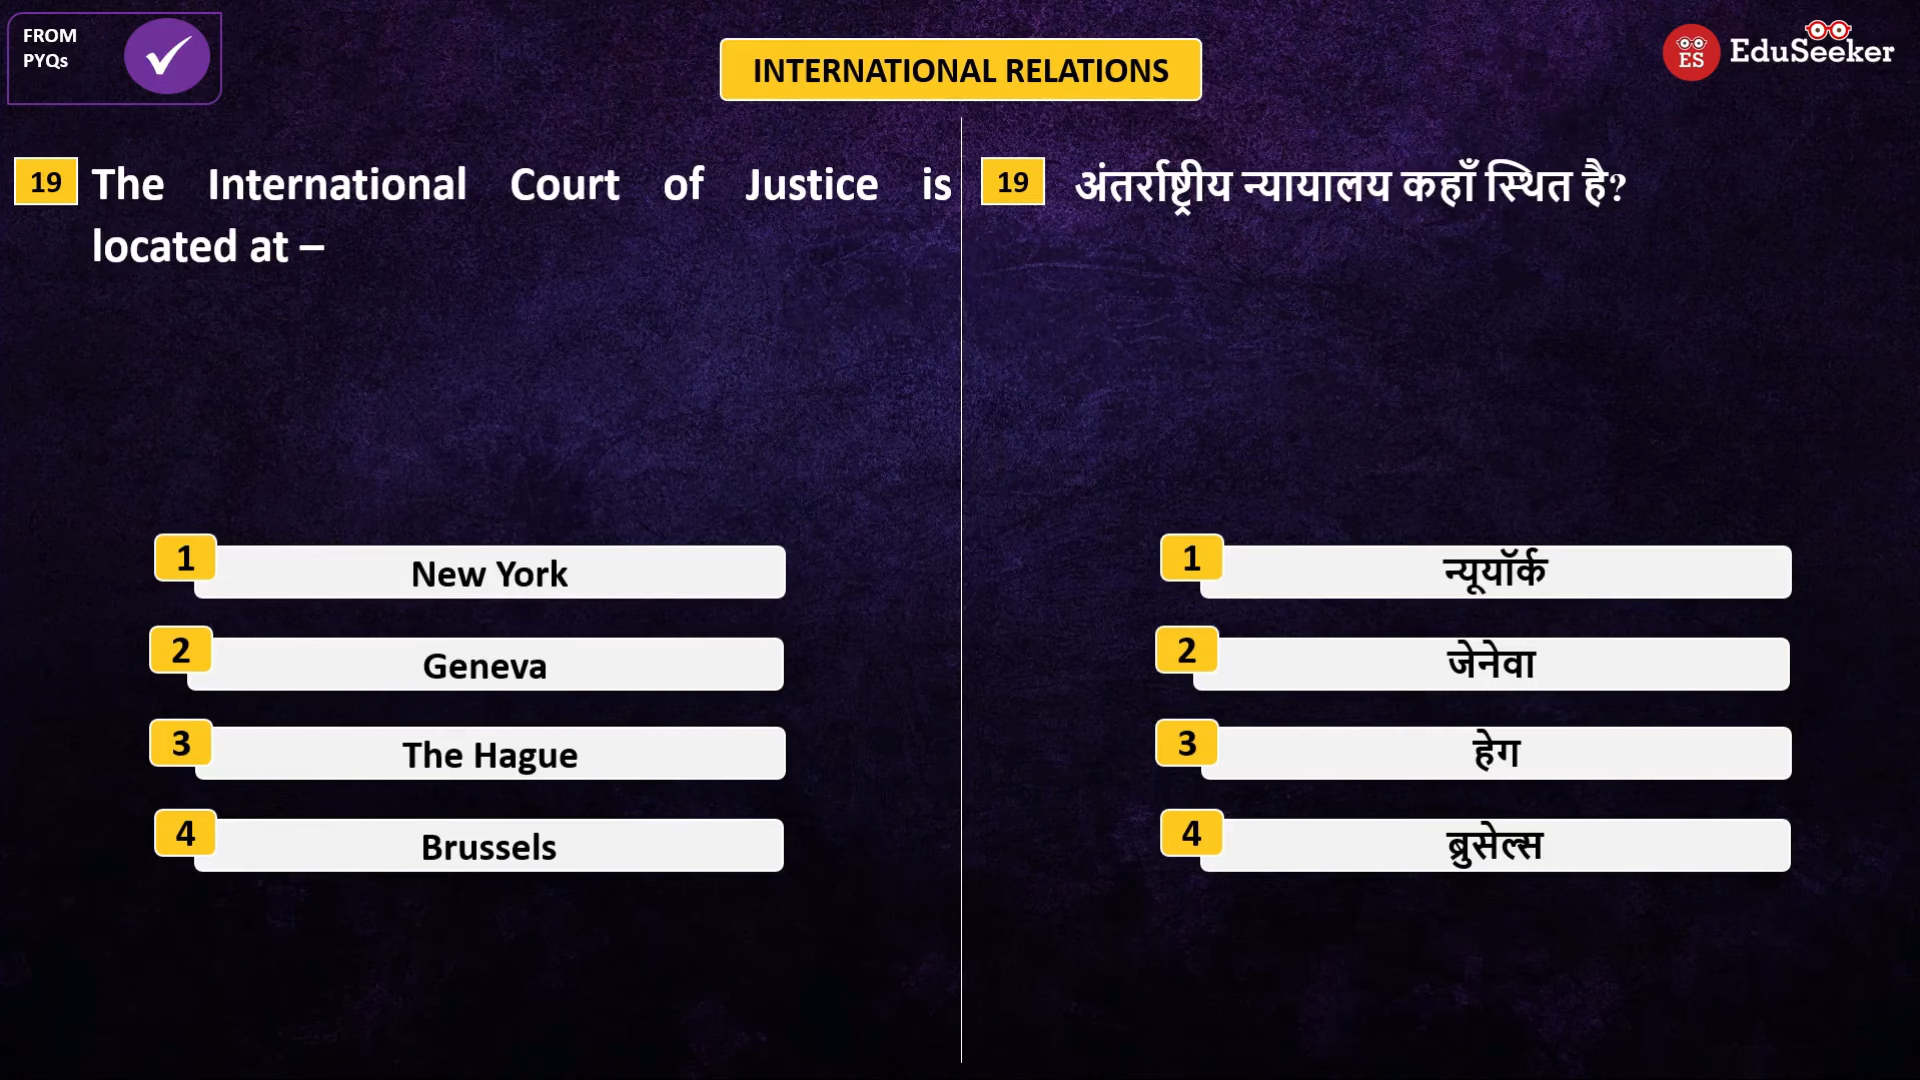 FROM
PYQs
INTERNATIONAL RELATIONS
ES
EduSeeker
19
The International Court of Justice is
located at –
1
New York
2
Geneva
3
The Hague
4
Brussels
19
अंतर्राष्ट्रीय न्यायालय कहाँ स्थित है?
1
न्यूयॉर्क
2
जेनेवा
3
हेग
4
ब्रुसेल्स